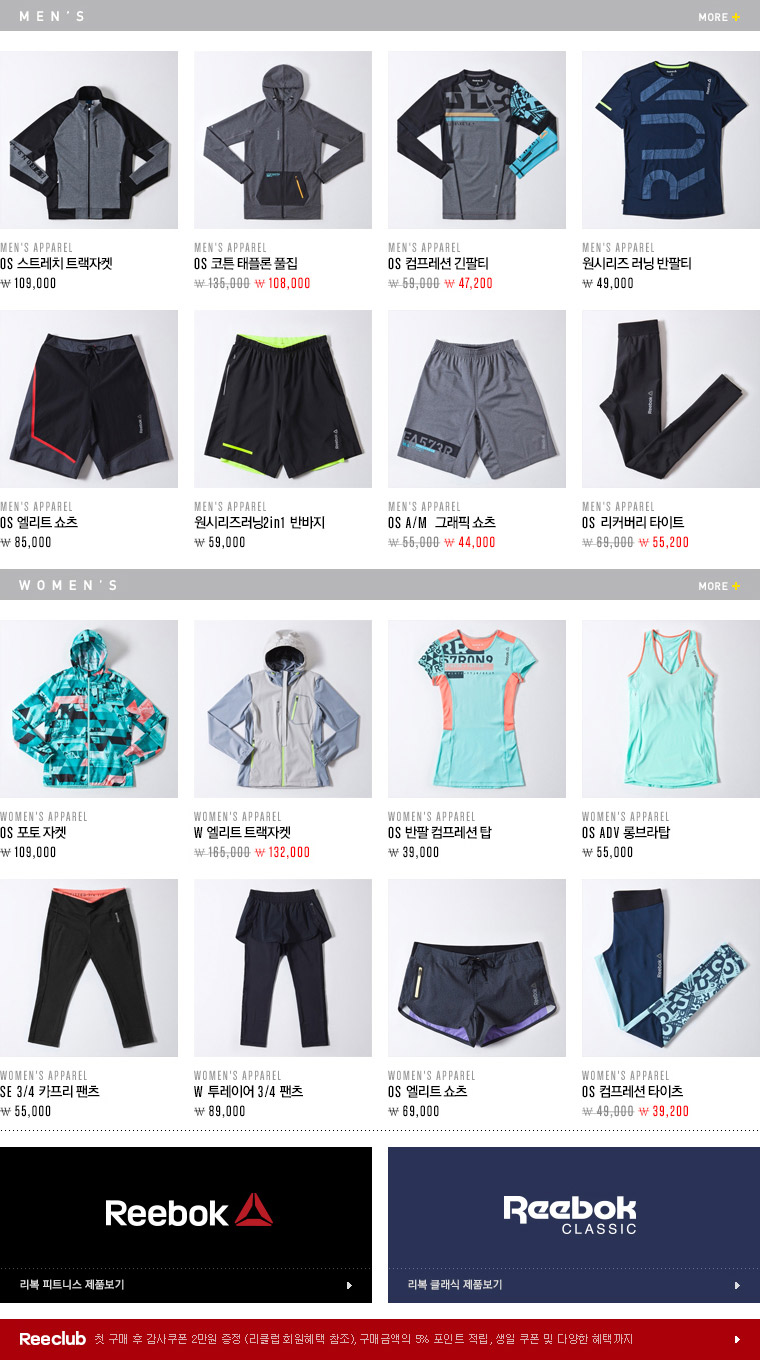 MEN'S
MORE +
MEN'S APPAREL
OS 스트레치 트랙자켓
₩ 109,000
MEN'S APPAREL
OS 코튼 태플론 풀집
₩ 135,000 ₩ 108,000
MEN'S APPAREL
OS 컴프레션 긴팔티
₩ 59,000 ₩ 47,200
RUN
MEN'S APPAREL
원시리즈 러닝 반팔티
₩ 49,000
MEN'S APPAREL
OS 엘리트 쇼츠
₩ 85,000
MEN'S APPAREL
원시리즈러닝2in1 반바지
₩ 59,000
MEN'S APPAREL
OS A/M 그래픽 쇼츠
₩ 55,000 ₩ 44,000
Reebok
MEN'S APPAREL
OS 리커버리 타이트
₩ 69,000 ₩ 55,200
WOMEN'S
MORE +
WOMEN'S APPAREL
OS 포토 자켓
₩ 109,000
WOMEN'S APPAREL
W 엘리트 트랙자켓
₩ 165,000 ₩ 132,000
WOMEN'S APPAREL
OS 반팔 컴프레션 탑
₩ 39,000
WOMEN'S APPAREL
OS ADV 롱브라탑
₩ 55,000
WOMEN'S APPAREL
SE 3/4 카프리 팬츠
₩ 55,000
WOMEN'S APPAREL
W 투레이어 3/4 팬츠
₩ 89,000
Reebok
WOMEN'S APPAREL
OS 엘리트 쇼츠
₩ 69,000
Reebok
WOMEN'S APPAREL
OS 컴프레션 타이츠
₩ 49,000 ₩ 39,200
Reebok
리복 피트니스 제품보기
Reebok
CLASSIC
리복 클래식 제품보기
Reeclub 첫 구매 후 감사쿠폰 2만원 증정 (리클럽 회원혜택 참조), 구매금액의 5% 포인트 적립, 생일 쿠폰 및 다양한 혜택까지